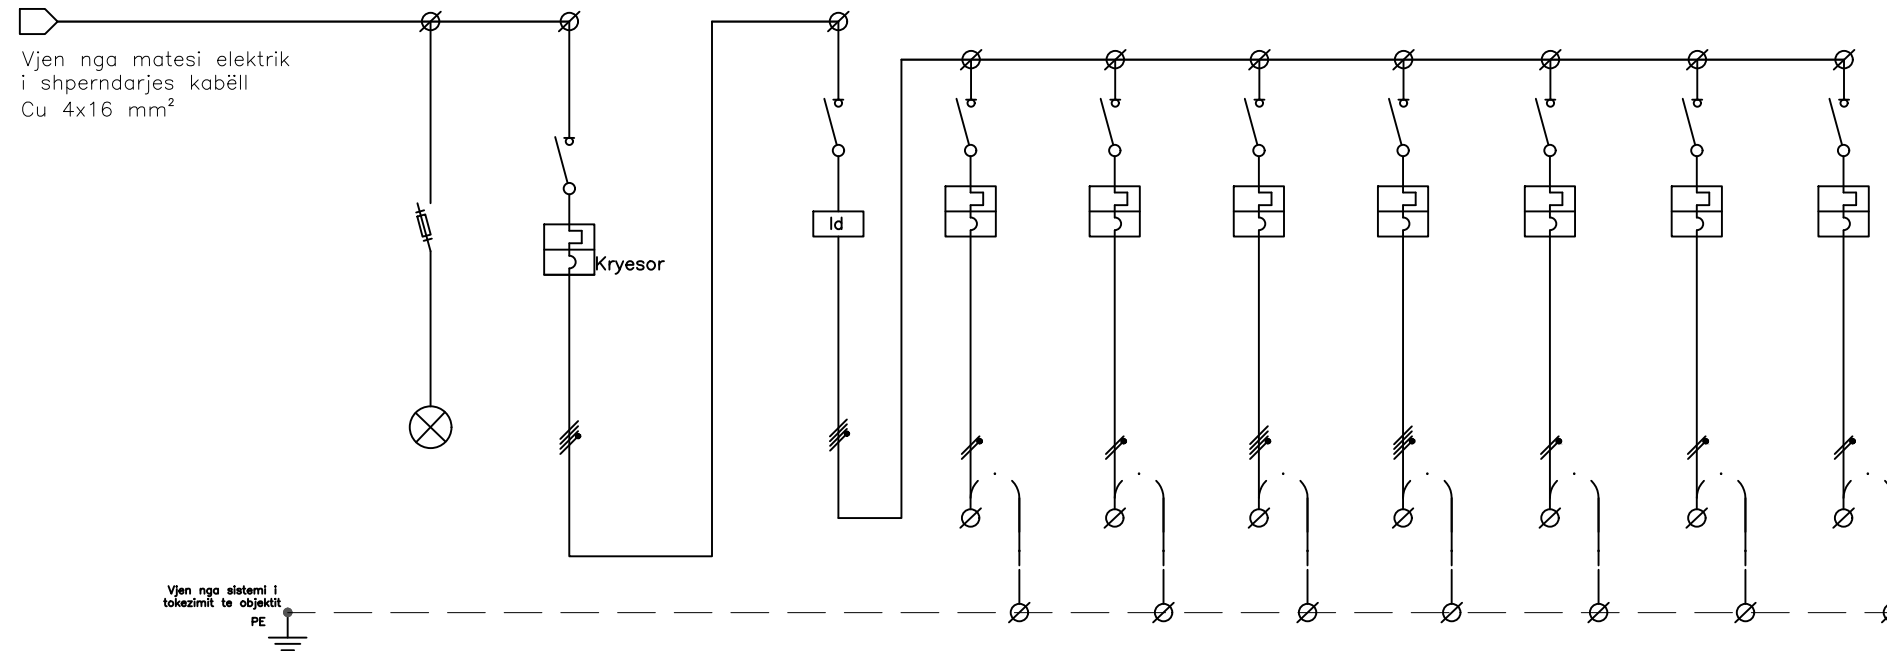 Vjen nga matesi elektrik
i shperndarjes kabëll
Cu 4x16 mm²
Id
Kryesor
Vjen nga sistemi i
tokezimit te objektit
PE